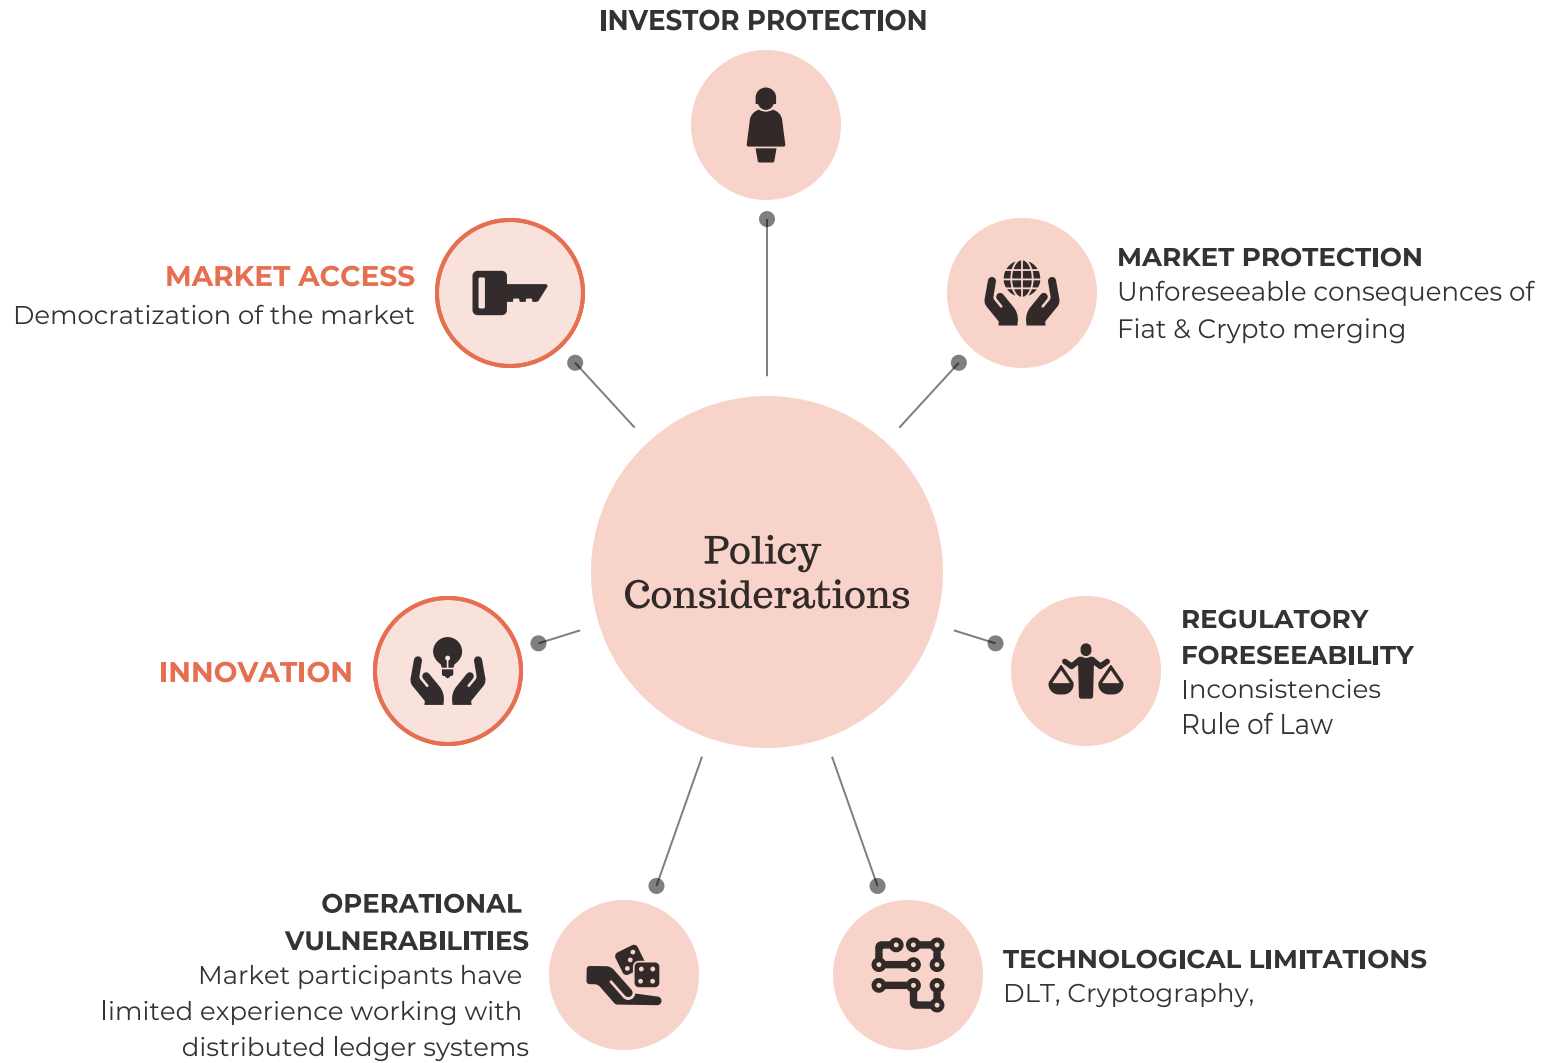 INVESTOR PROTECTION
MARKET ACCESS
Democratization of the market
MARKET PROTECTION
Unforeseeable consequences of
Fiat & Crypto merging
Policy
Considerations
INNOVATION
REGULATORY
FORESEEABILITY
Inconsistencies
Rule of Law
OPERATIONAL
VULNERABILITIES
Market participants have
limited experience working with
distributed ledger systems
TECHNOLOGICAL LIMITATIONS
DLT, Cryptography,